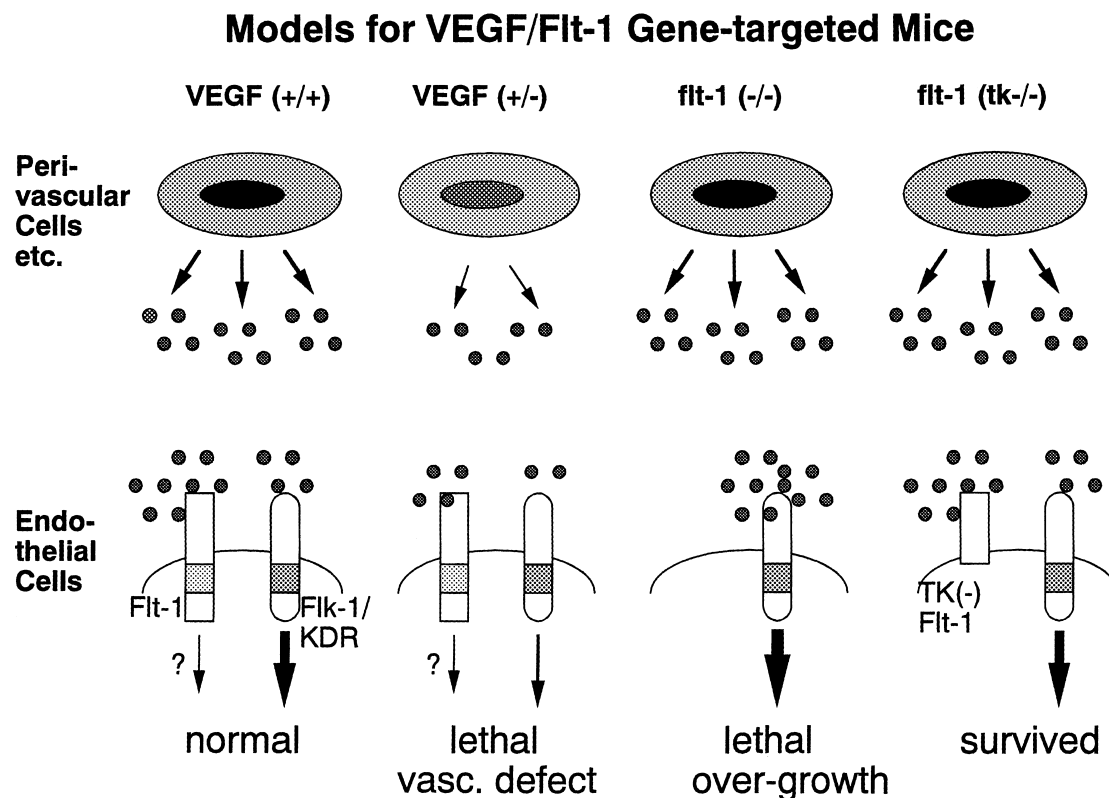 Models for VEGF/Flt-1 Gene-targeted Mice
VEGF (+/+)
VEGF (+/-)
flt-1 (-/-)
flt-1 (tk-/-)
Peri-
vascular
Cells
etc.
Endo-
thelial
Cells
Flt-1
Flk-1/
KDR
TK(-)
Flt-1
?
?
normal
lethal
vasc. defect
lethal
over-growth
survived